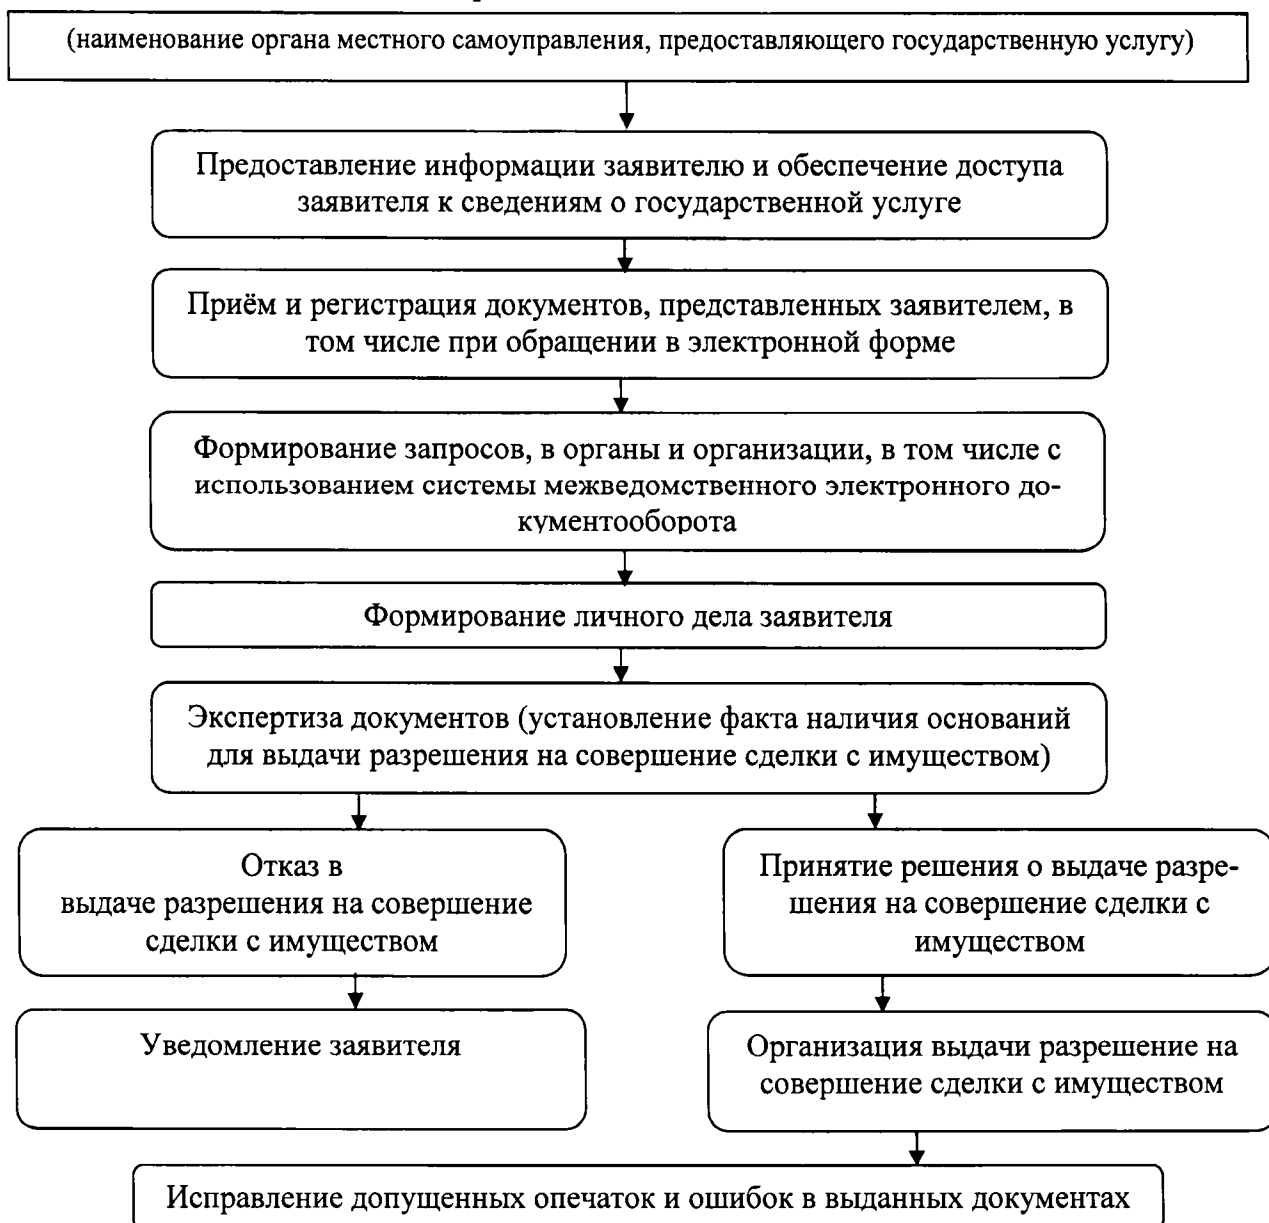 (наименование органа местного самоуправления, предоставляющего государственную услугу)
Предоставление информации заявителю и обеспечение доступа
заявителя к сведениям о государственной услуге
Приём и регистрация документов, представленных заявителем, в
том числе при обращении в электронной форме
Формирование запросов, в органы и организации, в том числе с
использованием системы межведомственного электронного до-
кументооборота
Формирование личного дела заявителя
Экспертиза документов (установление факта наличия оснований
для выдачи разрешения на совершение сделки с имуществом)
Отказ в
выдаче разрешения на совершение
сделки с имуществом
Принятие решения о выдаче разре-
шения на совершение сделки с
имуществом
Уведомление заявителя
Организация выдачи разрешение на
совершение сделки с имуществом
Исправление допущенных опечаток и ошибок в выданных документах